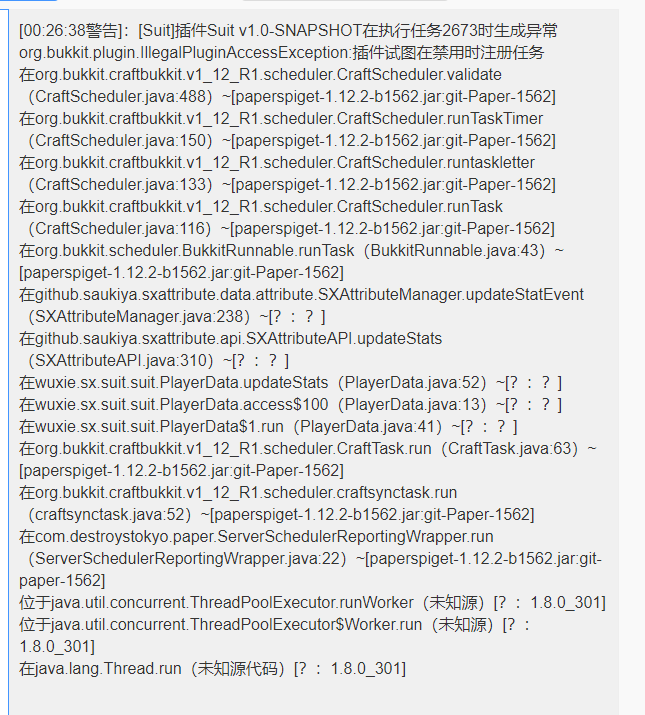 [00:26:38警告]：[Suit]插件Suit v1.0-SNAPSHOT在执行任务2673时生成异常
org.bukkit.plugin.IllegalPluginAccessException:插件试图在禁用时注册任务
在org.bukkit.craftbukkit.v1_12_R1.scheduler.CraftScheduler.validate
（CraftScheduler.java:488）~[paperspiget-1.12.2-b1562.jar:git-Paper-1562]
在org.bukkit.craftbukkit.v1_12_R1.scheduler.CraftScheduler.runTaskTimer
（CraftScheduler.java:150）~[paperspiget-1.12.2-b1562.jar:git-Paper-1562]
在org.bukkit.craftbukkit.v1_12_R1.scheduler.CraftScheduler.runtaskletter
（CraftScheduler.java:133）~[paperspiget-1.12.2-b1562.jar:git-Paper-1562]
在org.bukkit.craftbukkit.v1_12_R1.scheduler.CraftScheduler.runTask
（CraftScheduler.java:116）~[paperspiget-1.12.2-b1562.jar:git-Paper-1562]
在org.bukkit.scheduler.BukkitRunnable.runTask（BukkitRunnable.java:43）~
[paperspiget-1.12.2-b1562.jar:git-Paper-1562]
在github.saukiya.sxattribute.data.attribute.SXAttributeManager.updateStatEvent
（SXAttributeManager.java:238）~[？：？]
在github.saukiya.sxattribute.api.SXAttributeAPI.updateStats
（SXAttributeAPI.java:310）~[？：？]
在wuxie.sx.suit.suit.PlayerData.updateStats（PlayerData.java:52）~[？：？]
在wuxie.sx.suit.suit.PlayerData.access$100（PlayerData.java:13）~[？：？]
在wuxie.sx.suit.suit.PlayerData$1.run（PlayerData.java:41）~[？：？]
在org.bukkit.craftbukkit.v1_12_R1.scheduler.CraftTask.run（CraftTask.java:63）~
[paperspiget-1.12.2-b1562.jar:git-Paper-1562]
在org.bukkit.craftbukkit.v1_12_R1.scheduler.craftsynctask.run
（craftsynctask.java:52）~[paperspiget-1.12.2-b1562.jar:git-Paper-1562]
在com.destroystokyo.paper.ServerSchedulerReportingWrapper.run
（ServerSchedulerReportingWrapper.java:22）~[paperspiget-1.12.2-b1562.jar:git-
paper-1562]
位于java.util.concurrent.ThreadPoolExecutor.runWorker（未知源）[？：1.8.0_301]
位于java.util.concurrent.ThreadPoolExecutor$Worker.run（未知源）[？：
1.8.0_301]
在java.lang.Thread.run（未知源代码）[？：1.8.0_301]